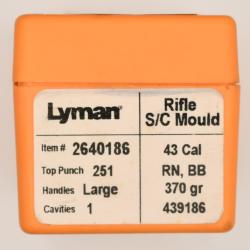 Lyman®
Rifle
S/C Mould
Item # 2640186
43 Cal
Top Punch 251
RN, BB
Handles Large
370 gr
Cavities 1
439186